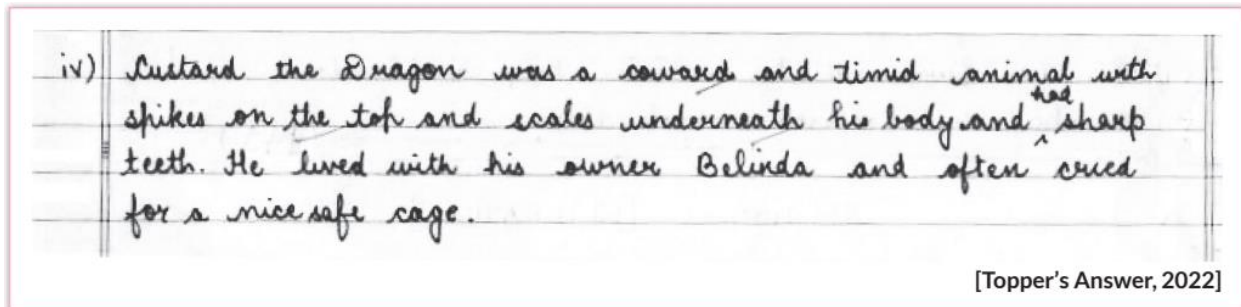 iv) Custard the Dragon was a coward and timid animal with
spikes on the top and scales underneath his body and had sharp
teeth. He lived with his owner Belinda and often cried
for a nice safe cage.
[Topper's Answer, 2022]